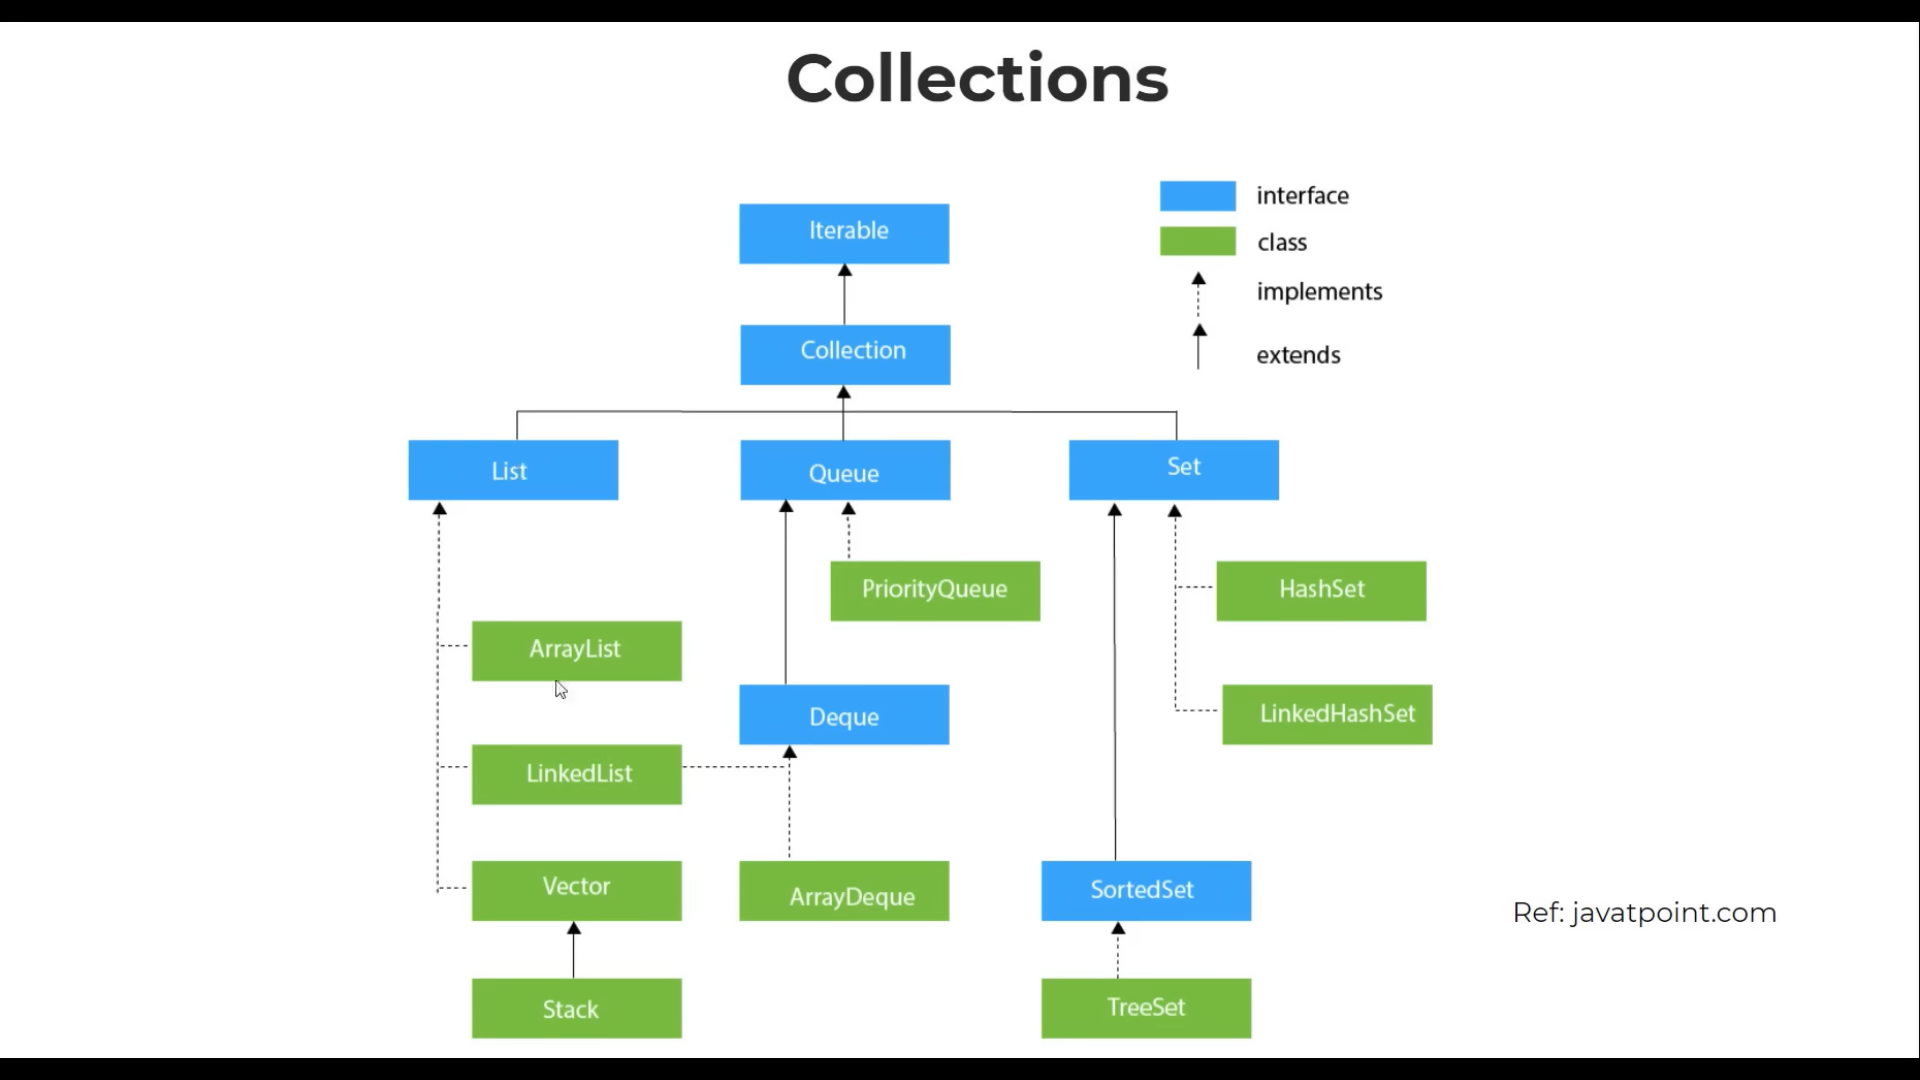 Collections
interface
class
implements
extends
Iterable
Collection
List
Queue
Set
PriorityQueue
HashSet
ArrayList
Deque
LinkedHashSet
LinkedList
Vector
ArrayDeque
SortedSet
Ref: javatpoint.com
Stack
TreeSet